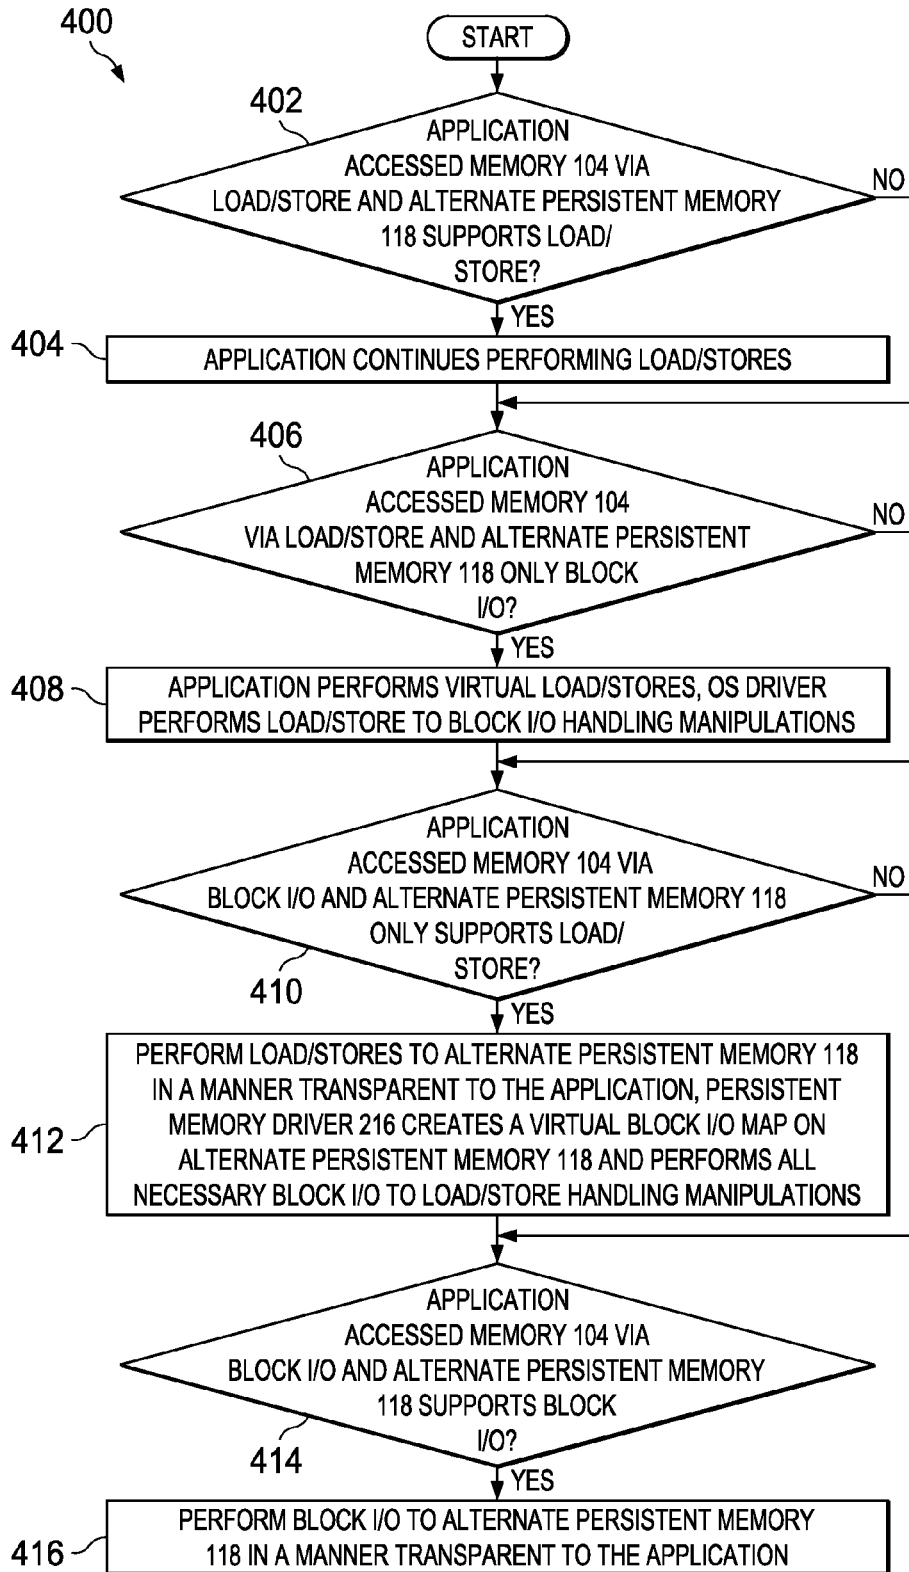 400
START
402
APPLICATION
ACCESSED MEMORY 104 VIA
LOAD/STORE AND ALTERNATE PERSISTENT MEMORY
118 SUPPORTS LOAD/
STORE?
NO
YES
404
APPLICATION CONTINUES PERFORMING LOAD/STORES
406
APPLICATION
ACCESSED MEMORY 104
VIA LOAD/STORE AND ALTERNATE PERSISTENT
MEMORY 118 ONLY BLOCK
I/O?
NO
YES
408
APPLICATION PERFORMS VIRTUAL LOAD/STORES, OS DRIVER
PERFORMS LOAD/STORE TO BLOCK I/O HANDLING MANIPULATIONS
APPLICATION
ACCESSED MEMORY 104 VIA
BLOCK I/O AND ALTERNATE PERSISTENT MEMORY 118
ONLY SUPPORTS LOAD/
STORE?
NO
410
YES
412
PERFORM LOAD/STORES TO ALTERNATE PERSISTENT MEMORY 118
IN A MANNER TRANSPARENT TO THE APPLICATION, PERSISTENT
MEMORY DRIVER 216 CREATES A VIRTUAL BLOCK I/O MAP ON
ALTERNATE PERSISTENT MEMORY 118 AND PERFORMS ALL
NECESSARY BLOCK I/O TO LOAD/STORE HANDLING MANIPULATIONS
APPLICATION
ACCESSED MEMORY 104 VIA
BLOCK I/O AND ALTERNATE PERSISTENT MEMORY
118 SUPPORTS BLOCK
I/O?
414
YES
416
PERFORM BLOCK I/O TO ALTERNATE PERSISTENT MEMORY
118 IN A MANNER TRANSPARENT TO THE APPLICATION